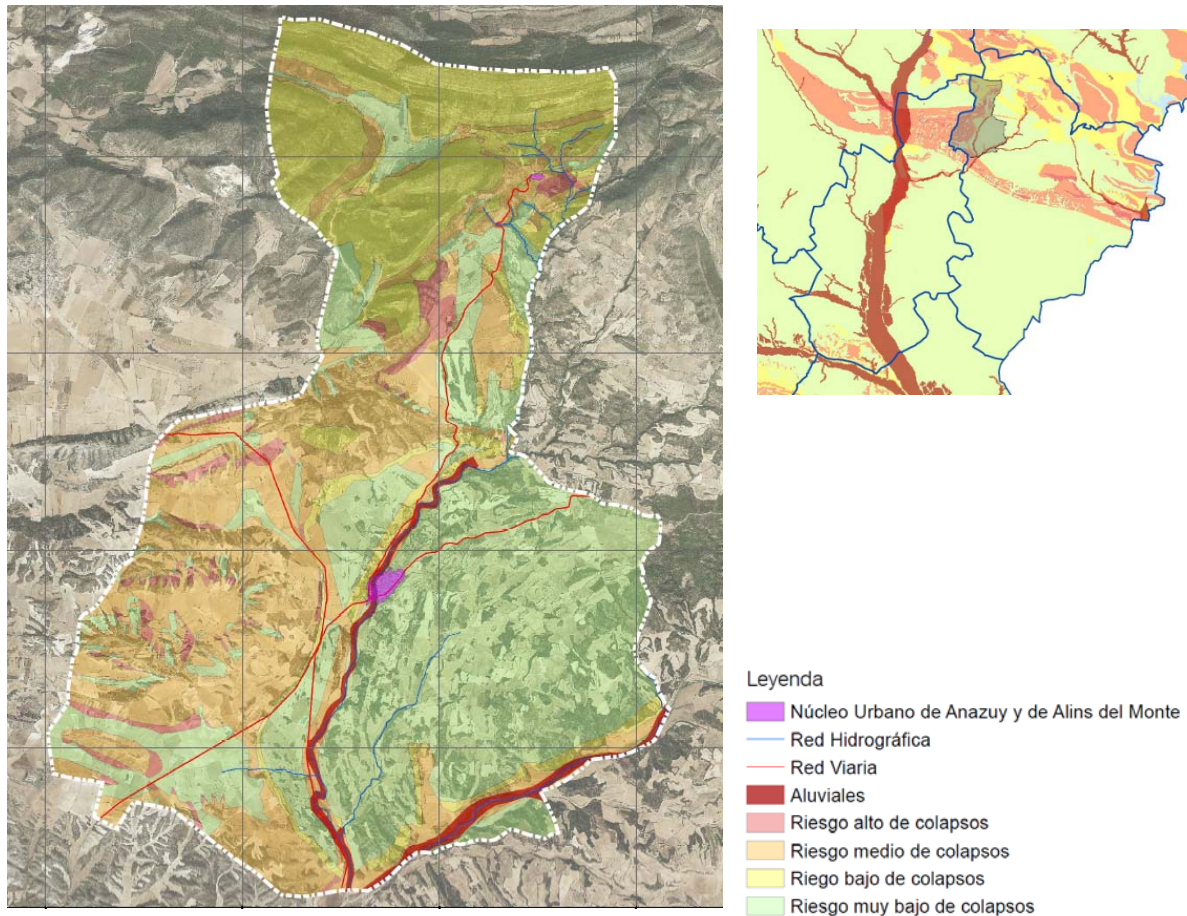 Leyenda
Núcleo Urbano de Anazuy y de Alins del Monte
Red Hidrográfica
Red Viaria
Aluviales
Riesgo alto de colapsos
Riesgo medio de colapsos
Riego bajo de colapsos
Riesgo muy bajo de colapsos